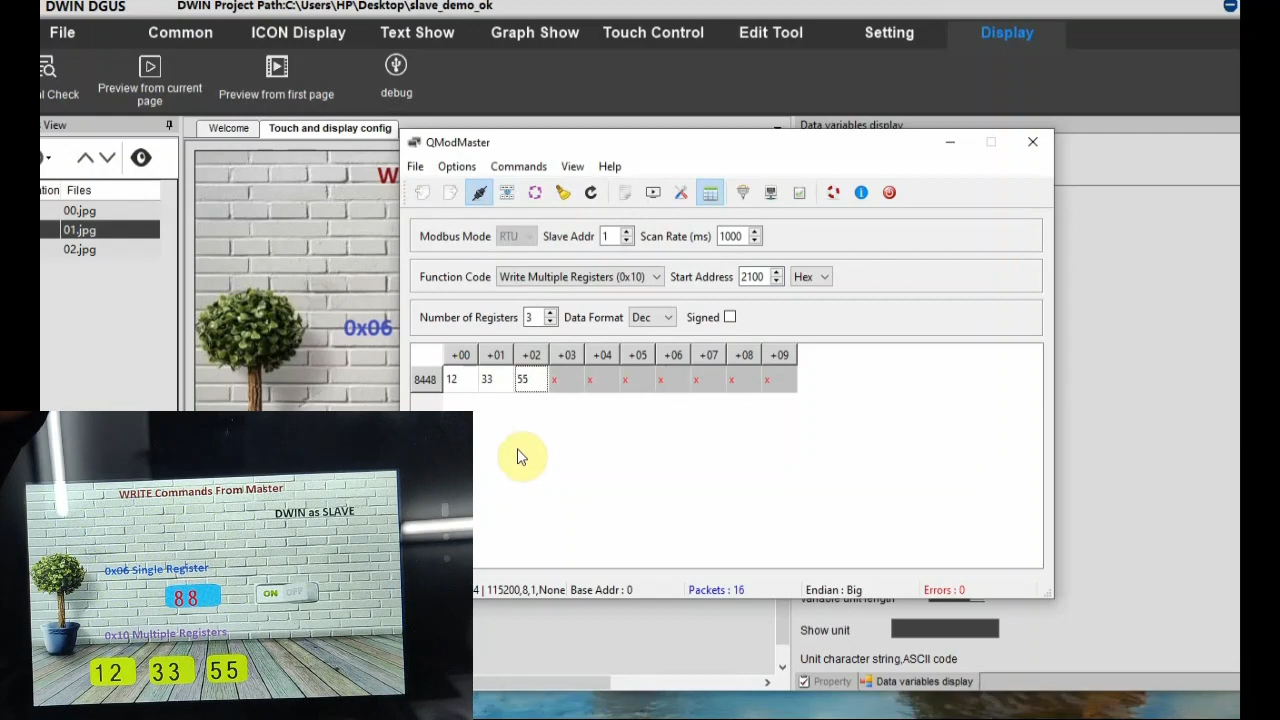 DWIN DGUS
DWIN Project Path:C:\Users\HP\Desktop\slave_demo_ok
File Common ICON Display Text Show Graph Show Touch Control Edit Tool Setting Display
l Check
Preview from current page
Preview from first page
debug
View
Welcome
Touch and display config
Data variables display
tion Files
00.jpg
01.jpg
02.jpg
W
0x06
QModMaster
File Options Commands View Help
Modbus Mode RTU Slave Addr 1 Scan Rate (ms) 1000
Function Code Write Multiple Registers (0x10) Start Address 2100 Hex
Number of Registers 3 Data Format Dec Signed
+00 +01 +02 +03 +04 +05 +06 +07 +08 +09
8448 12 33 55 x x x x x x x
4 | 115200,8,1,None Base Addr : 0 Packets : 16 Endian : Big Errors : 0
Variable unit length
Show unit
Unit character string,ASCII code
Property Data variables display
WRITE Commands From Master
DWIN as SLAVE
0x06 Single Register
88
ON OFF
0x10 Multiple Registers
12 33 55